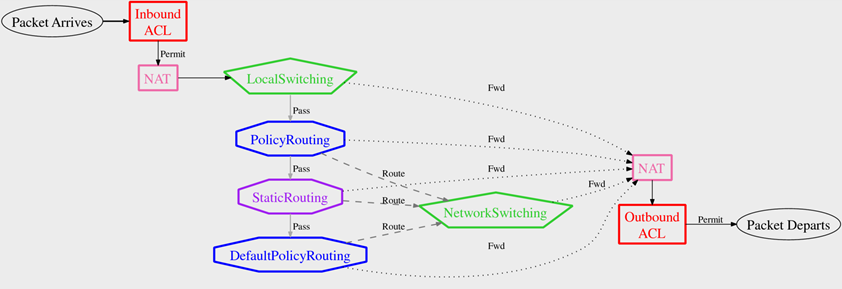 Packet Arrives
Inbound
ACL
Permit
NAT
LocalSwitching
Fwd
Pass
PolicyRouting
Fwd
Route
Pass
Fwd
NAT
StaticRouting
Route
Fwd
NetworkSwitching
Pass
Route
Outbound
ACL
Permit
Packet Departs
Fwd
DefaultPolicyRouting